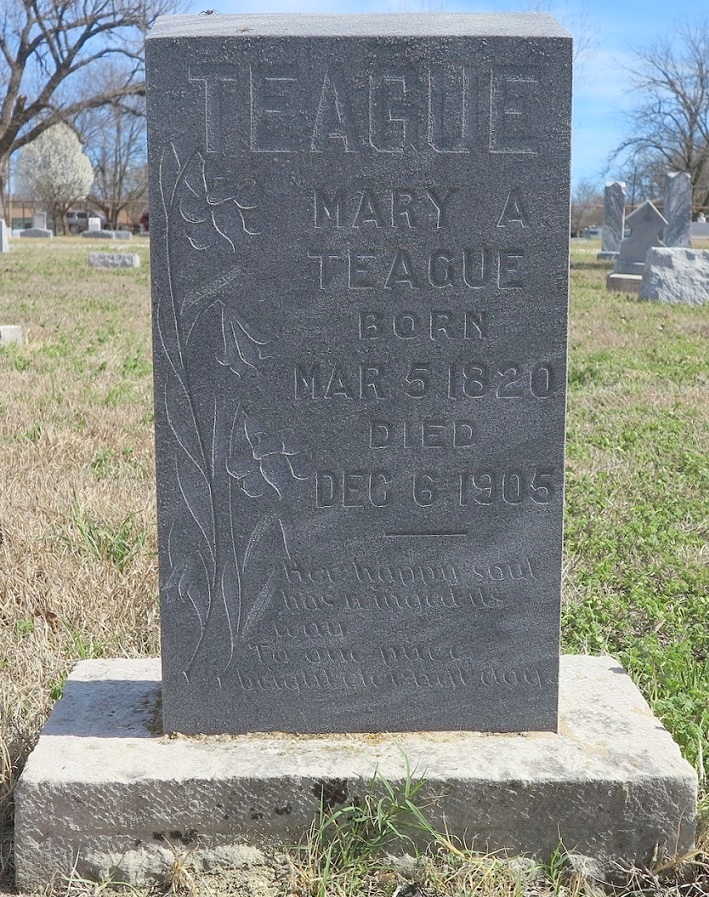 TEAGUE
MARY A.
TEAGUE
BORN
MAR 5 1820
DIED
DEC 6 1905
Her happy soul
has winged its
way
To one pure
bright eternal day.